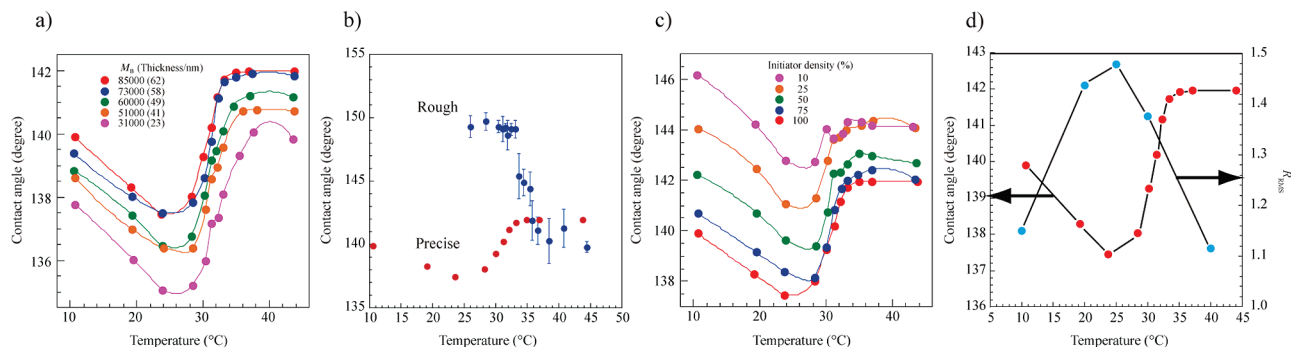 a)
Contact angle (degree)
142
140
138
136
M_n (Thickness/nm)
85000 (62)
73000 (58)
60000 (49)
51000 (41)
31000 (23)
10 20 30 40
Temperature (°C)
b)
Contact angle (degree)
155
150
145
140
135
Rough
Precise
10 15 20 25 30 35 40 45 50
Temperature (°C)
c)
Contact angle (degree)
146
144
142
140
138
Initiator density (%)
10
25
50
75
100
10 20 30 40
Temperature (°C)
d)
Contact angle (degree)
143
142
141
140
139
138
137
136
1.5
1.4
1.3
1.2
1.1
1.0
5 10 15 20 25 30 35 40 45
Temperature (°C)